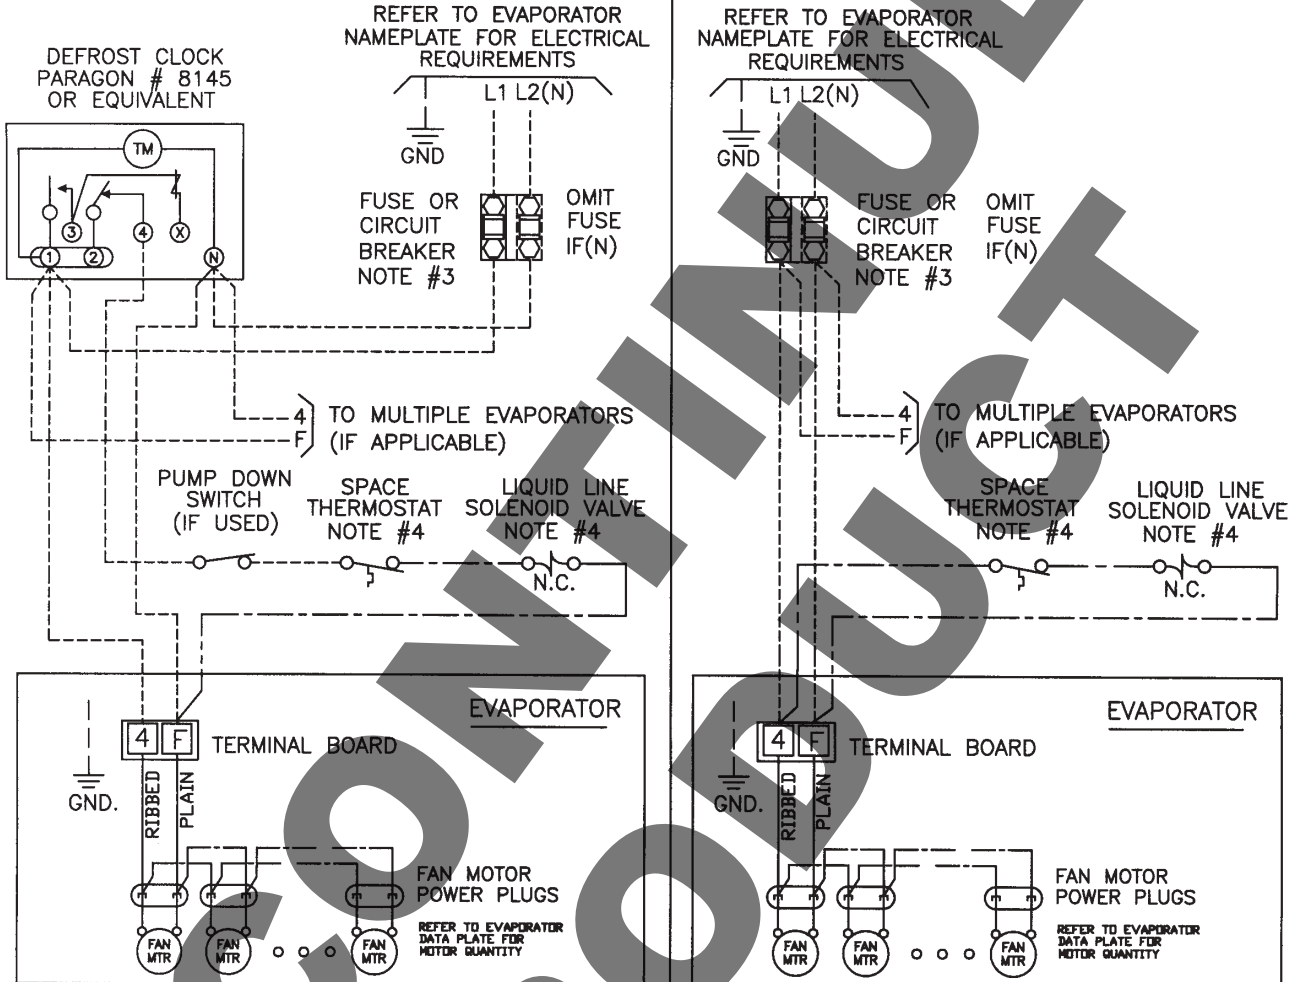 REFER TO EVAPORATOR
NAMEPLATE FOR ELECTRICAL
REQUIREMENTS
DEFROST CLOCK
PARAGON # 8145
OR EQUIVALENT
L1 L2(N)
GND
TM
3
4
X
1
2
N
FUSE OR
CIRCUIT
BREAKER
NOTE #3
OMIT
FUSE
IF(N)
4
F
TO MULTIPLE EVAPORATORS
(IF APPLICABLE)
PUMP DOWN
SWITCH
(IF USED)
SPACE
THERMOSTAT
NOTE #4
LIQUID LINE
SOLENOID VALVE
NOTE #4
N.C.
EVAPORATOR
4 F
TERMINAL BOARD
GND.
RIBBED
PLAIN
FAN MOTOR
POWER PLUGS
REFER TO EVAPORATOR
DATA PLATE FOR
MOTOR QUANTITY
FAN
MTR
FAN
MTR
FAN
MTR
REFER TO EVAPORATOR
NAMEPLATE FOR ELECTRICAL
REQUIREMENTS
L1 L2(N)
GND
FUSE OR
CIRCUIT
BREAKER
NOTE #3
OMIT
FUSE
IF(N)
4
F
TO MULTIPLE EVAPORATORS
(IF APPLICABLE)
SPACE
THERMOSTAT
NOTE #4
LIQUID LINE
SOLENOID VALVE
NOTE #4
N.C.
EVAPORATOR
4 F
TERMINAL BOARD
GND.
RIBBED
PLAIN
FAN MOTOR
POWER PLUGS
REFER TO EVAPORATOR
DATA PLATE FOR
MOTOR QUANTITY
FAN
MTR
FAN
MTR
FAN
MTR
CONTINUE
ODUCT